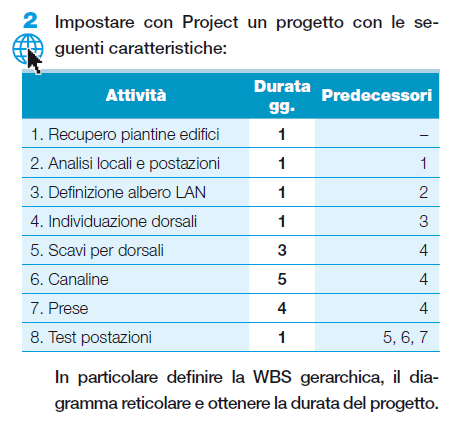 2 Impostare con Project un progetto con le se-
guenti caratteristiche:
Attività Durata gg. Predecessori
1. Recupero piantine edifici 1 –
2. Analisi locali e postazioni 1 1
3. Definizione albero LAN 1 2
4. Individuazione dorsali 1 3
5. Scavi per dorsali 3 4
6. Canaline 5 4
7. Prese 4 4
8. Test postazioni 1 5, 6, 7
In particolare definire la WBS gerarchica, il dia-
gramma reticolare e ottenere la durata del progetto.